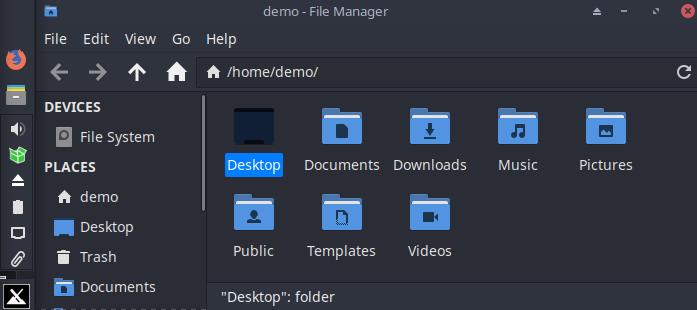 demo - File Manager
File Edit View Go Help
/home/demo/
DEVICES
File System
PLACES
demo
Desktop
Trash
Documents
Desktop Documents Downloads Music Pictures
Public Templates Videos
"Desktop": folder